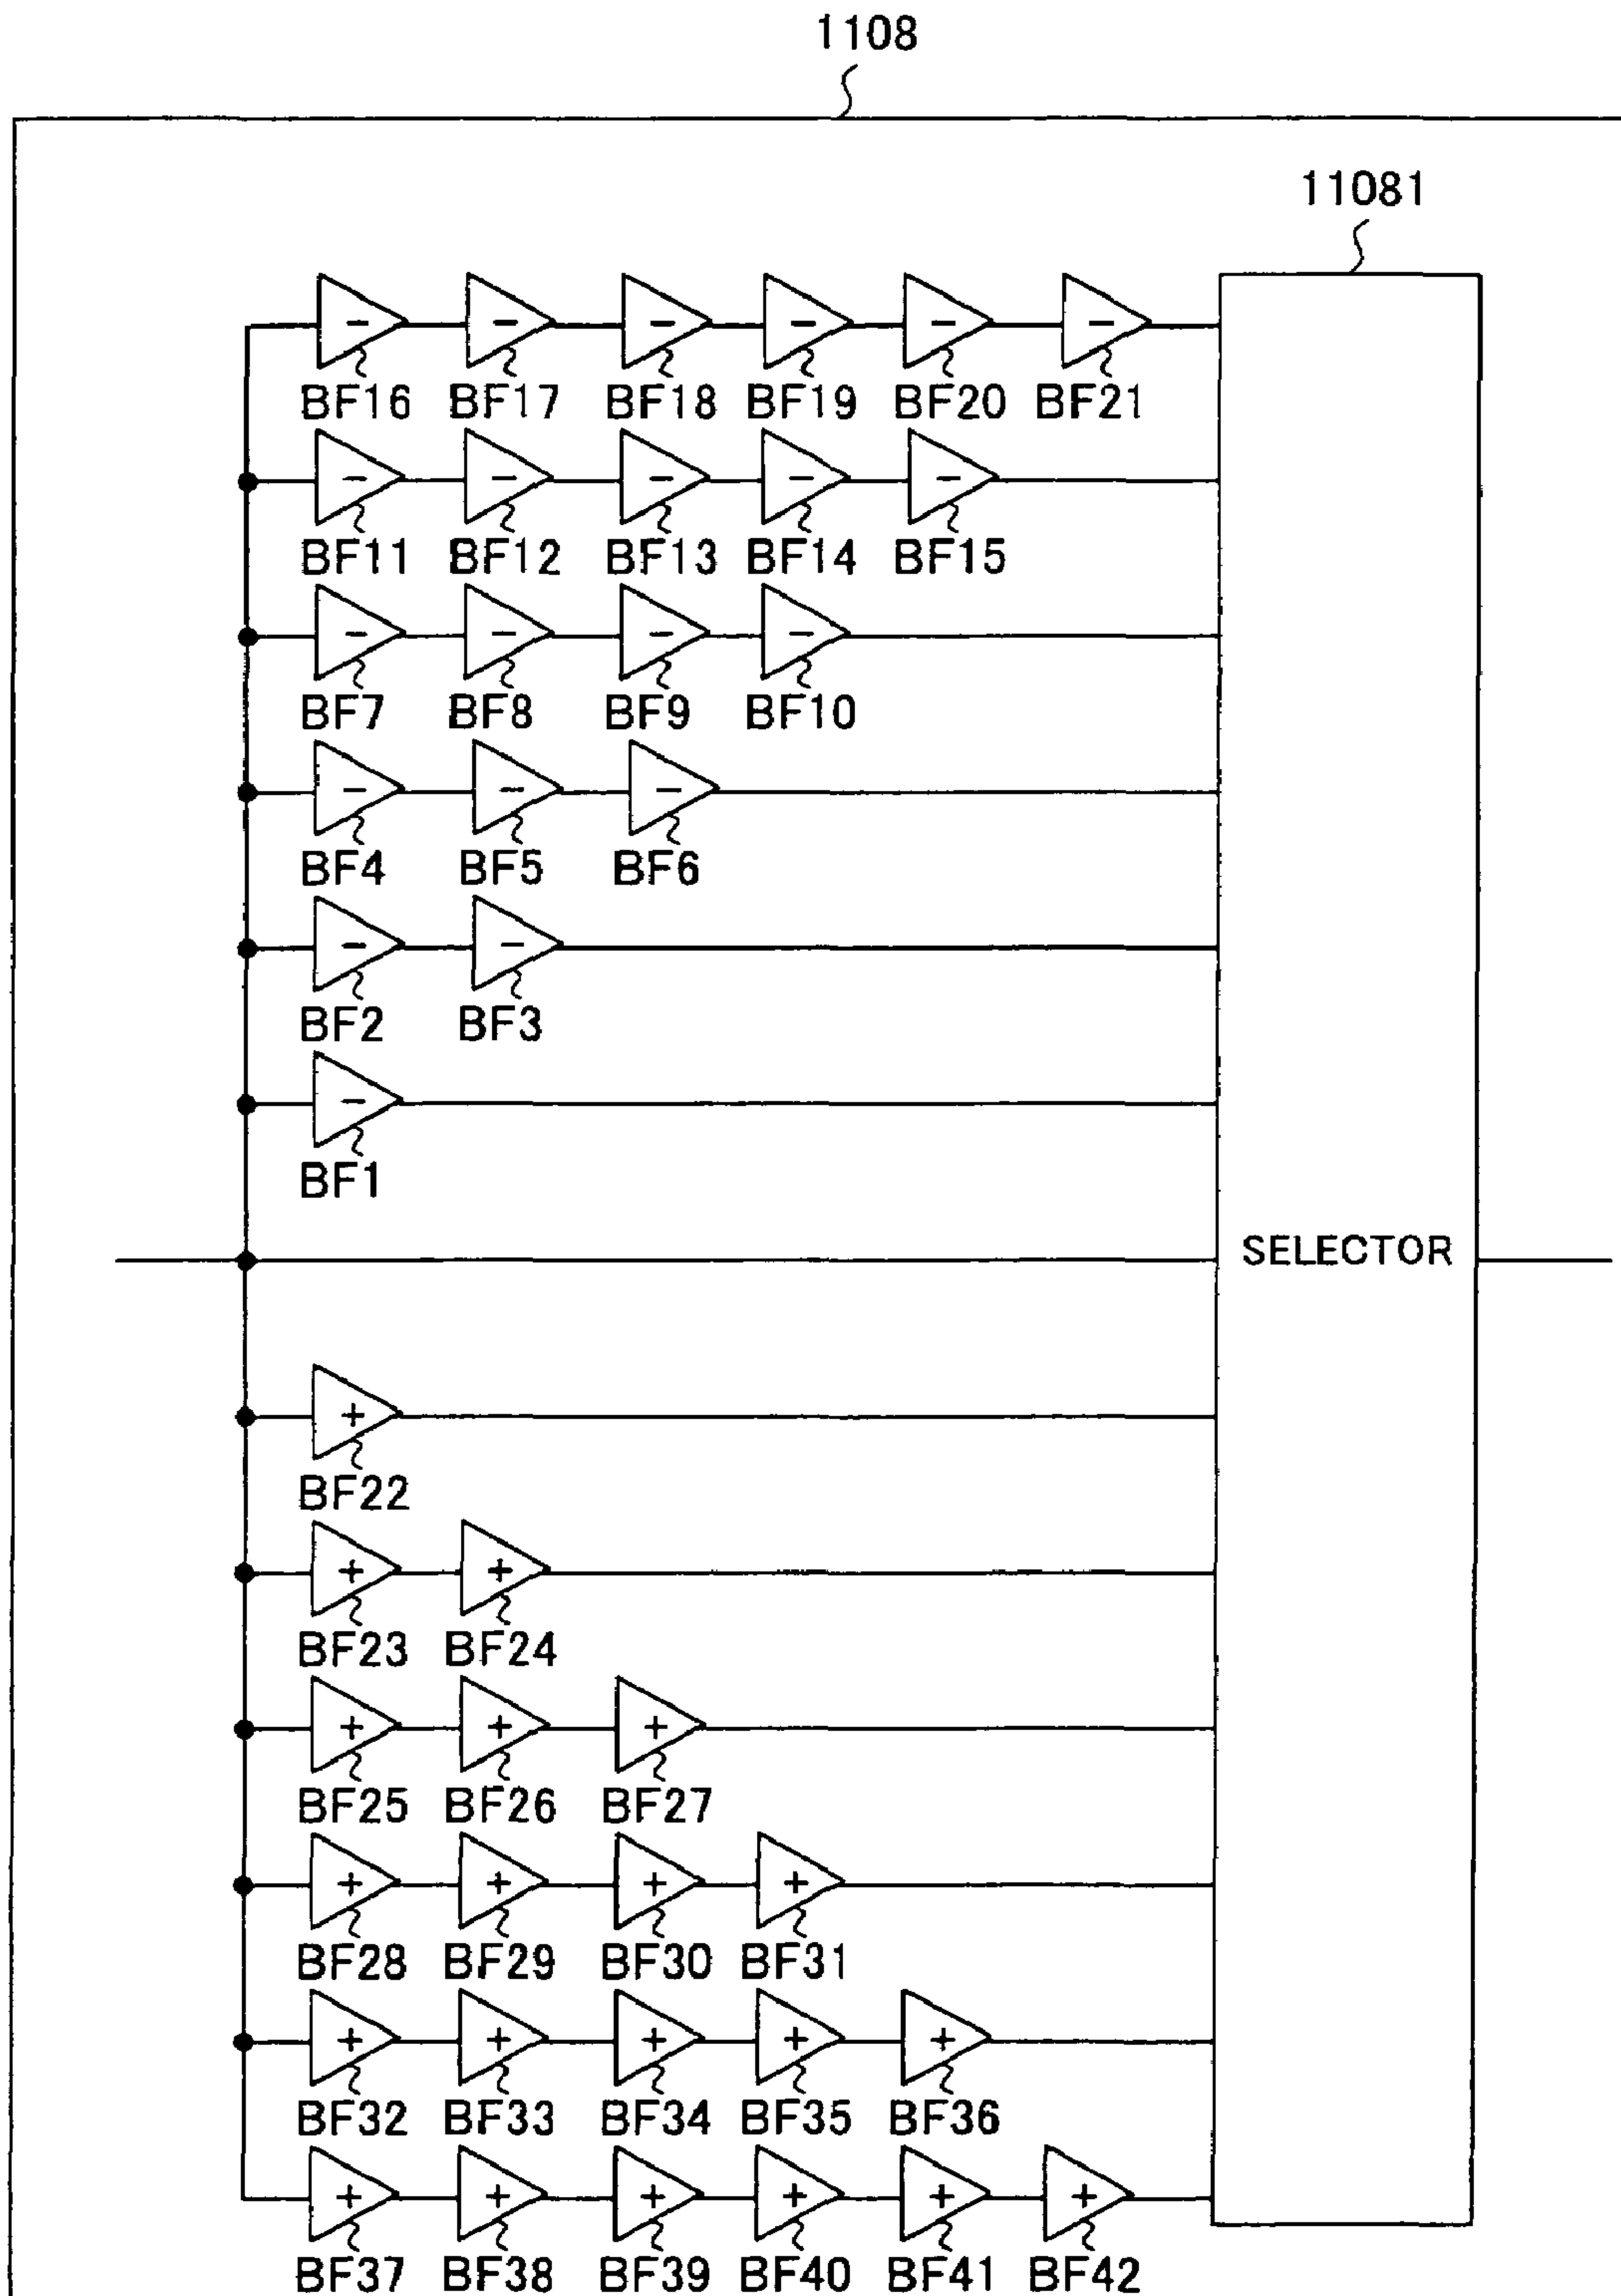 1108
11081
- - - - - -
BF16 BF17 BF18 BF19 BF20 BF21
- - - - -
BF11 BF12 BF13 BF14 BF15
- - - -
BF7 BF8 BF9 BF10
- - -
BF4 BF5 BF6
- -
BF2 BF3
-
BF1
SELECTOR
+
BF22
+ +
BF23 BF24
+ + +
BF25 BF26 BF27
+ + + +
BF28 BF29 BF30 BF31
+ + + + +
BF32 BF33 BF34 BF35 BF36
+ + + + + +
BF37 BF38 BF39 BF40 BF41 BF42